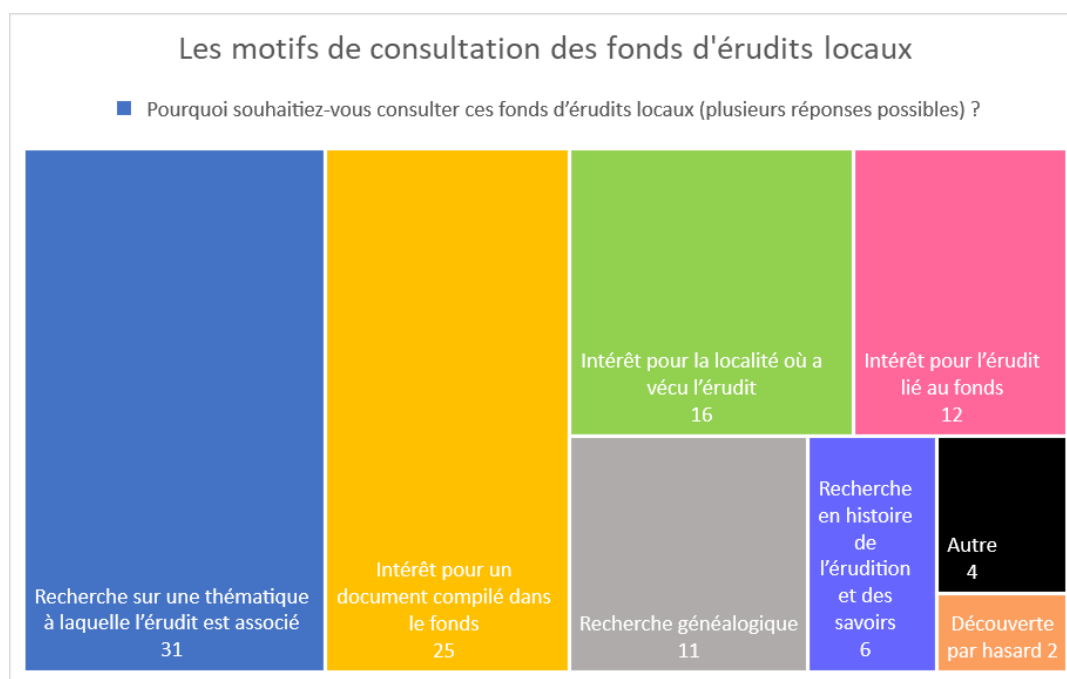 Les motifs de consultation des fonds d'érudits locaux
Pourquoi souhaitiez-vous consulter ces fonds d’érudits locaux (plusieurs réponses possibles) ?
Recherche sur une thématique
à laquelle l’érudit est associé
31
Intérêt pour un
document compilé dans
le fonds
25
Intérêt pour la localité où a
vécu l’érudit
16
Intérêt pour l’érudit
lié au fonds
12
Recherche généalogique
11
Recherche
en histoire
de
l’érudition
et des
savoirs
6
Autre
4
Découverte
par hasard 2